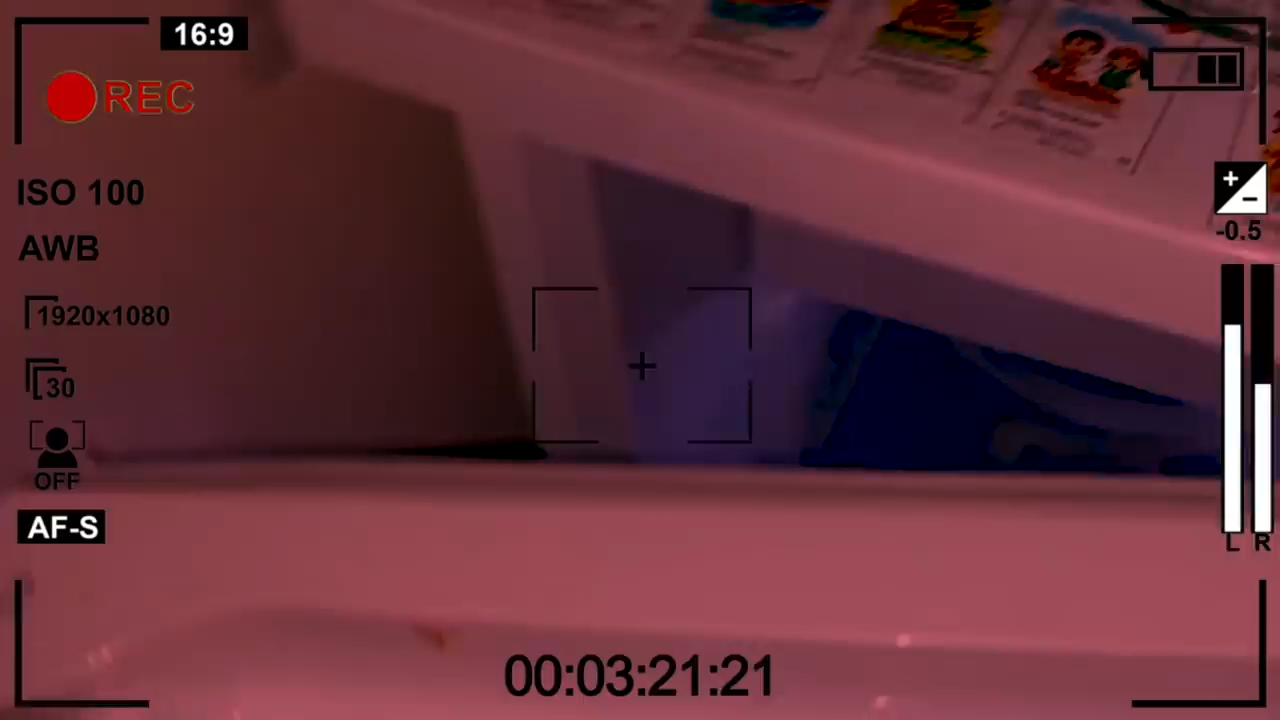 16:9
REC
ISO 100
AWB
1920x1080
30
OFF
AF-S
+
-
-0.5
L R
00:03:21:21